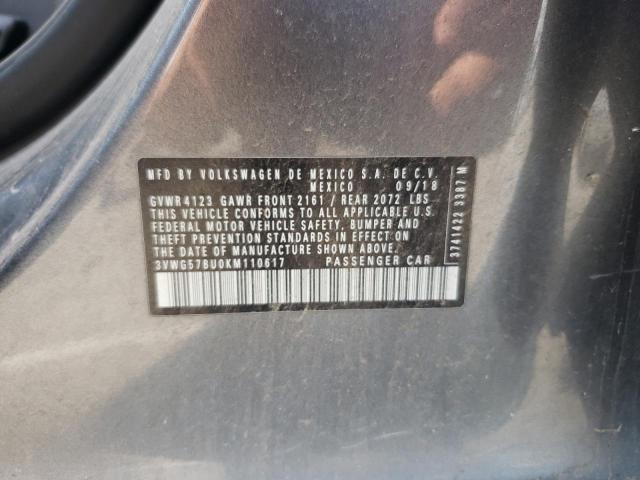 MFD BY VOLKSWAGEN DE MEXICO S.A. DE C.V.
MEXICO 09/18
GVWR 4123 GAWR FRONT 2161 / REAR 2072 LBS
THIS VEHICLE CONFORMS TO ALL APPLICABLE U.S.
FEDERAL MOTOR VEHICLE SAFETY, BUMPER AND
THEFT PREVENTION STANDARDS IN EFFECT ON THE
DATE OF MANUFACTURE SHOWN ABOVE.
3VWG57BU0KM110617 PASSENGER CAR
3741422 3387 M